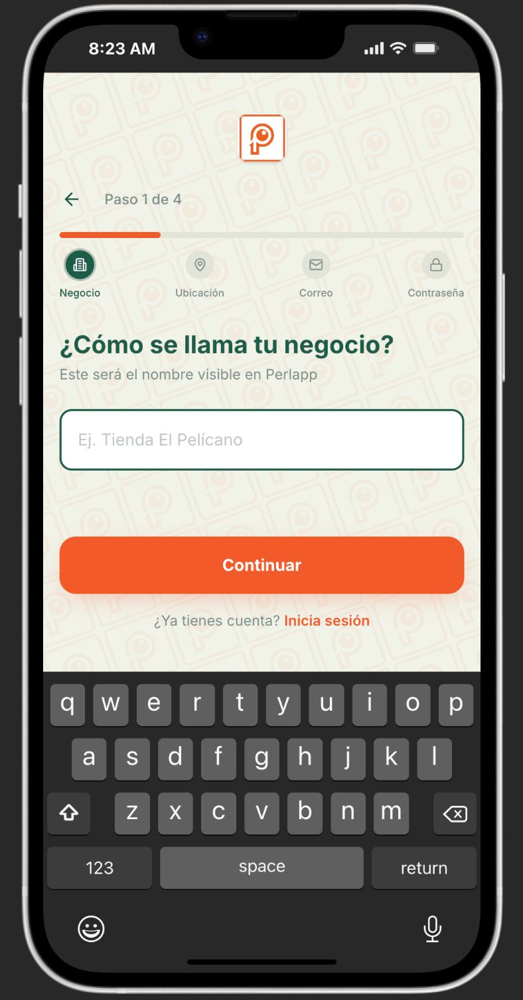 8:23 AM
Paso 1 de 4
Negocio
Ubicación
Correo
Contraseña
¿Cómo se llama tu negocio?
Este será el nombre visible en Perlapp
Ej. Tienda El Pelícano
Continuar
¿Ya tienes cuenta? Inicia sesión
q w e r t y u i o p
a s d f g h j k l
z x c v b n m
123 space return